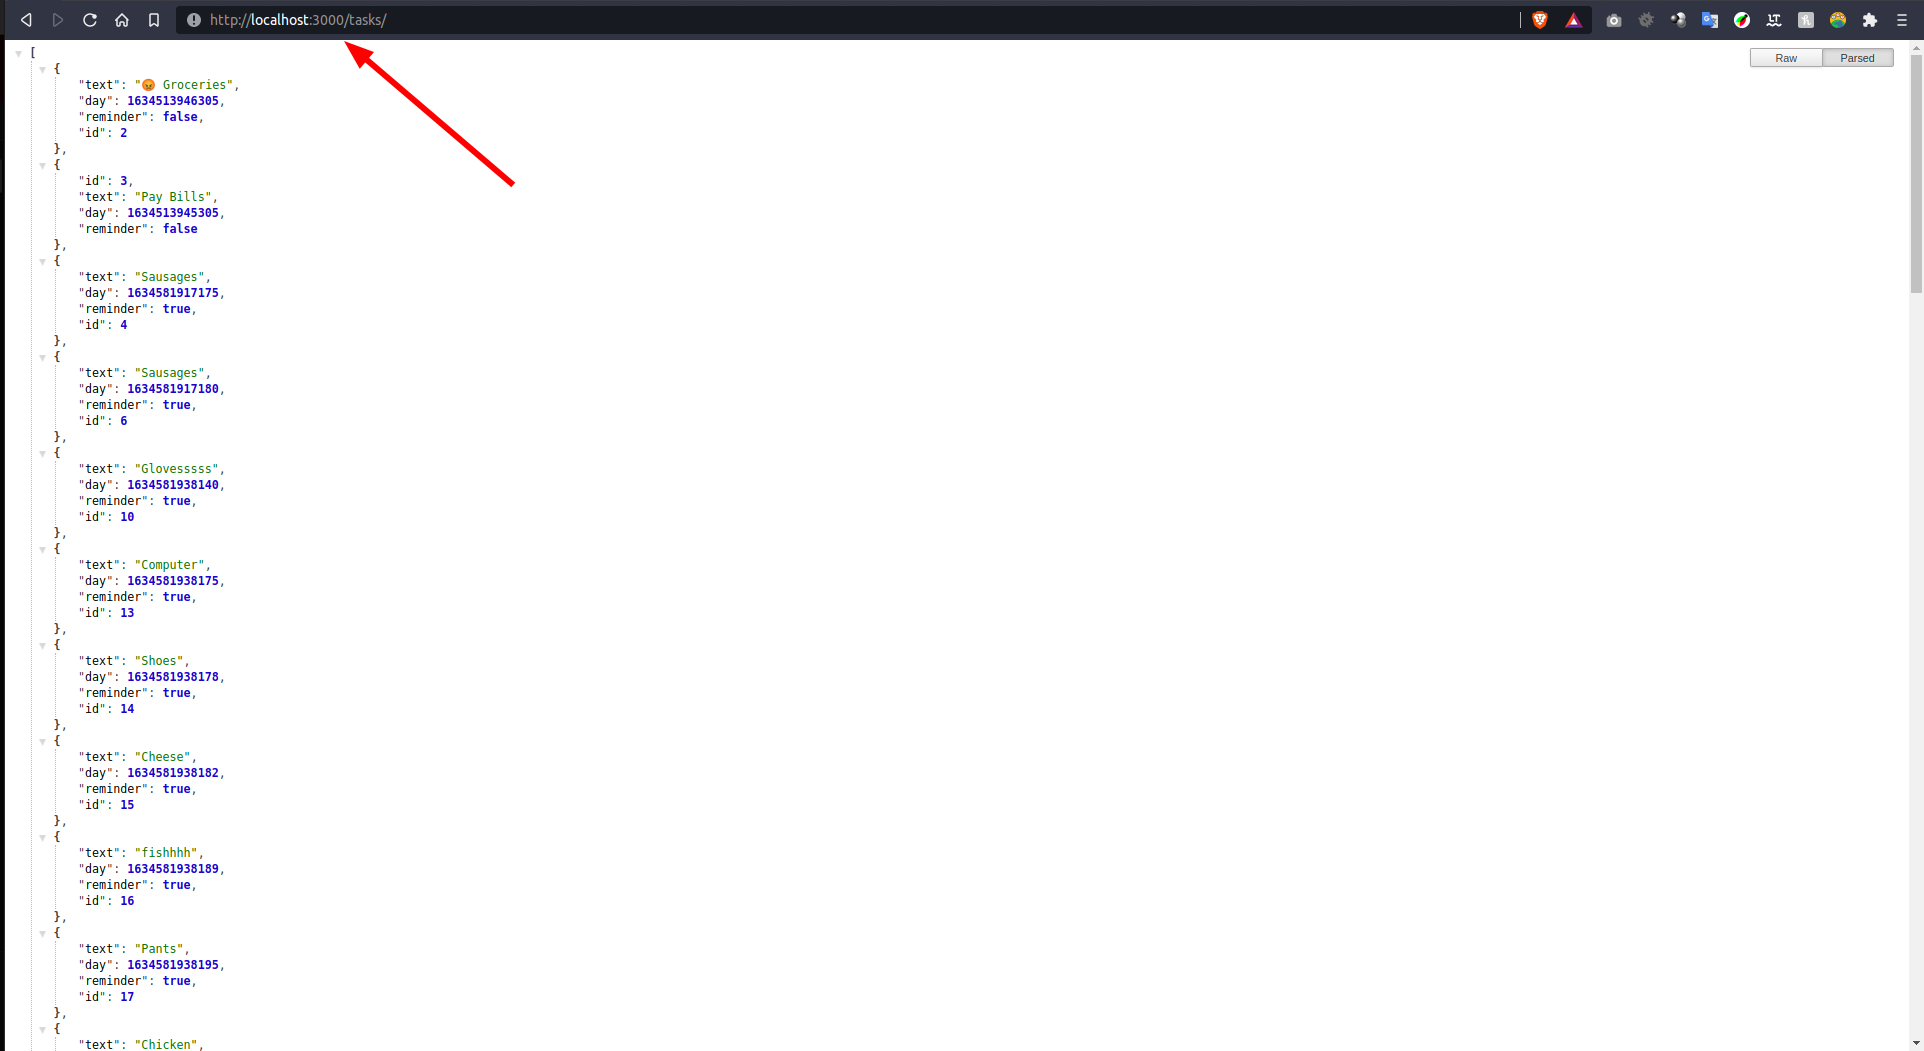 http://localhost:3000/tasks/
Raw Parsed
[
{
"text": "😡 Groceries",
"day": 1634513946305,
"reminder": false,
"id": 2
},
{
"id": 3,
"text": "Pay Bills",
"day": 1634513945305,
"reminder": false
},
{
"text": "Sausages",
"day": 1634581917175,
"reminder": true,
"id": 4
},
{
"text": "Sausages",
"day": 1634581917180,
"reminder": true,
"id": 6
},
{
"text": "Glovesssss",
"day": 1634581938140,
"reminder": true,
"id": 10
},
{
"text": "Computer",
"day": 1634581938175,
"reminder": true,
"id": 13
},
{
"text": "Shoes",
"day": 1634581938178,
"reminder": true,
"id": 14
},
{
"text": "Cheese",
"day": 1634581938182,
"reminder": true,
"id": 15
},
{
"text": "fishhhh",
"day": 1634581938189,
"reminder": true,
"id": 16
},
{
"text": "Pants",
"day": 1634581938195,
"reminder": true,
"id": 17
},
{
"text": "Chicken",